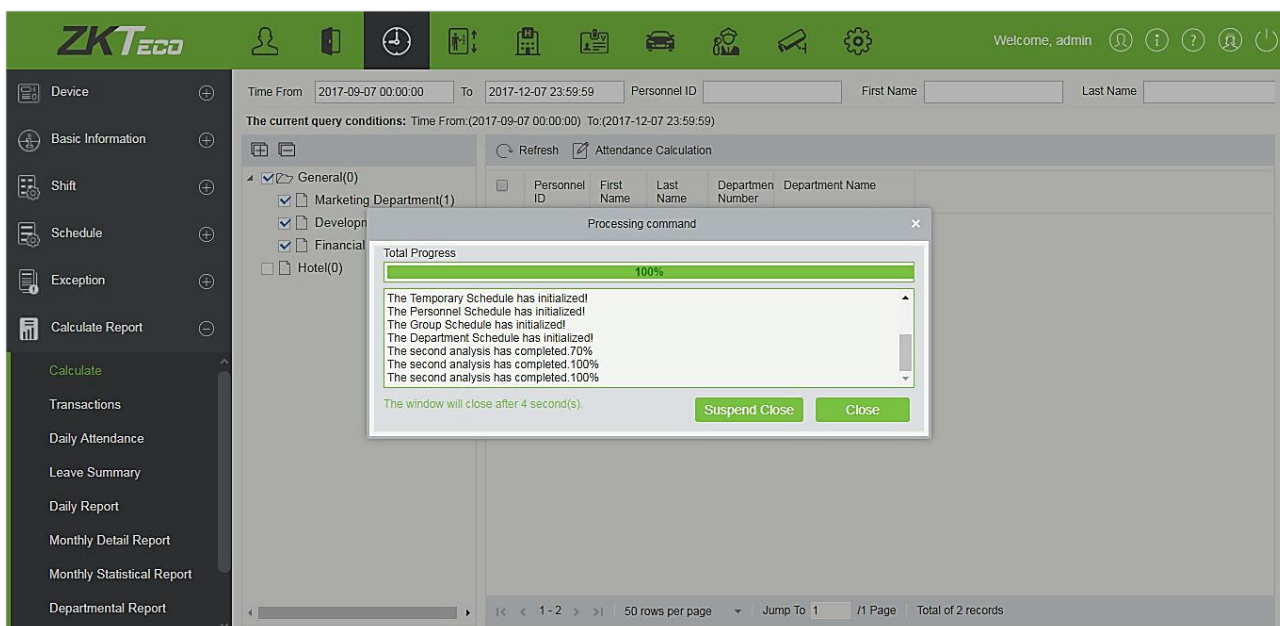 ZKTeco
Welcome, admin
Device
Basic Information
Shift
Schedule
Exception
Calculate Report
Calculate
Transactions
Daily Attendance
Leave Summary
Daily Report
Monthly Detail Report
Monthly Statistical Report
Departmental Report
Time From 2017-09-07 00:00:00 To 2017-12-07 23:59:59 Personnel ID First Name Last Name
The current query conditions: Time From:(2017-09-07 00:00:00) To:(2017-12-07 23:59:59)
Refresh Attendance Calculation
General(0)
Marketing Department(1)
Developm
Financial
Hotel(0)
Personnel ID First Name Last Name Departmen Number Department Name
Processing command
Total Progress
100%
The Temporary Schedule has initialized!
The Personnel Schedule has initialized!
The Group Schedule has initialized!
The Department Schedule has initialized!
The second analysis has completed.70%
The second analysis has completed.100%
The second analysis has completed.100%
The window will close after 4 second(s).
Suspend Close Close
1 - 2 50 rows per page Jump To 1 /1 Page Total of 2 records